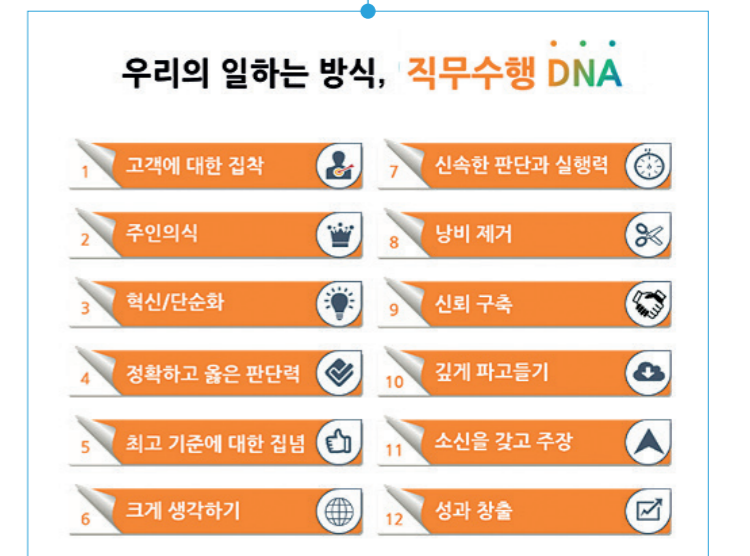 우리의 일하는 방식, 직무수행 DNA
1 고객에 대한 집착
2 주인의식
3 혁신/단순화
4 정확하고 옳은 판단력
5 최고 기준에 대한 집념
6 크게 생각하기
7 신속한 판단과 실행력
8 낭비 제거
9 신뢰 구축
10 깊게 파고들기
11 소신을 갖고 주장
12 성과 창출